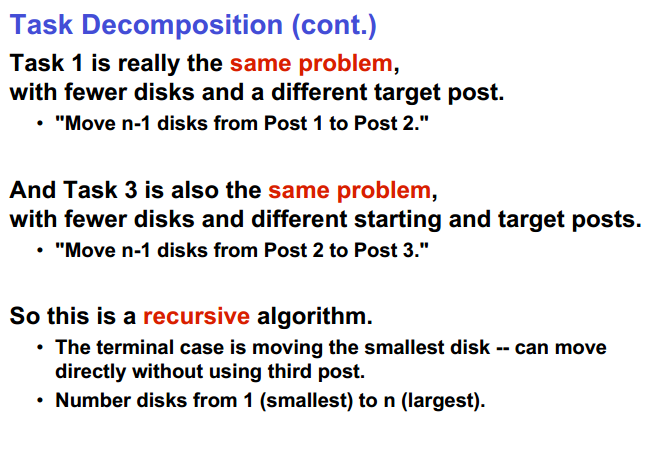 Task Decomposition (cont.)
Task 1 is really the same problem,
with fewer disks and a different target post.
• "Move n-1 disks from Post 1 to Post 2."
And Task 3 is also the same problem,
with fewer disks and different starting and target posts.
• "Move n-1 disks from Post 2 to Post 3."
So this is a recursive algorithm.
• The terminal case is moving the smallest disk -- can move
directly without using third post.
• Number disks from 1 (smallest) to n (largest).